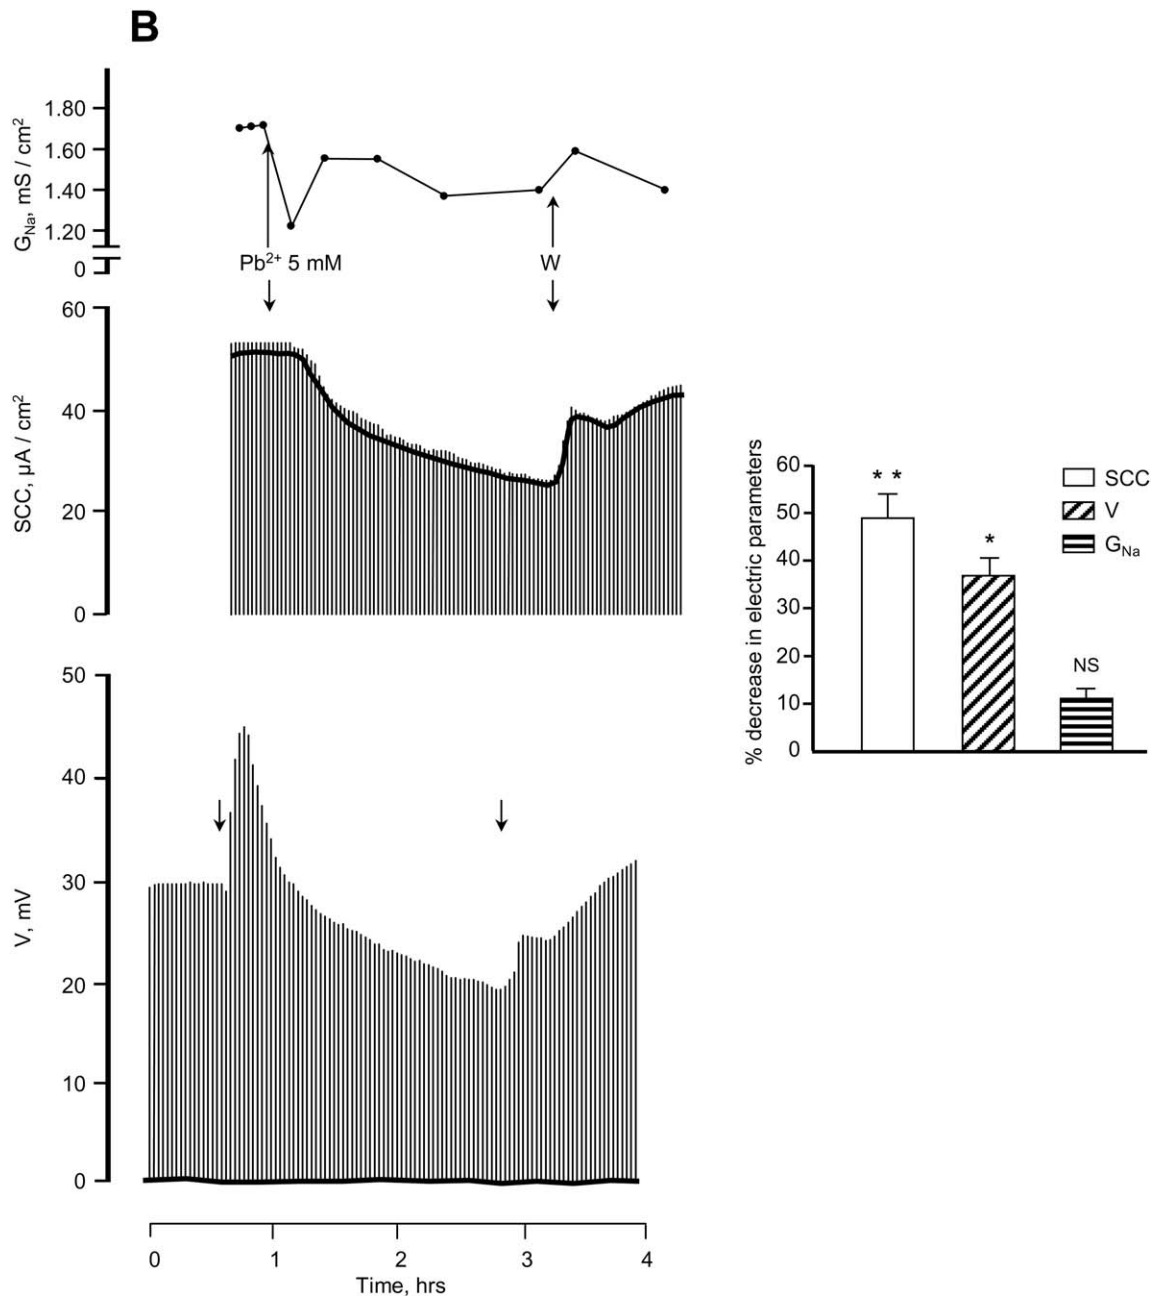 B
G_Na, mS / cm²
1.80
1.60
1.40
1.20
0
Pb²⁺ 5 mM
W
SCC, µA / cm²
60
40
20
0
V, mV
50
40
30
20
10
0
0 1 2 3 4
Time, hrs
% decrease in electric parameters
60
50
40
30
20
10
0
* *
*
NS
SCC
V
G_Na